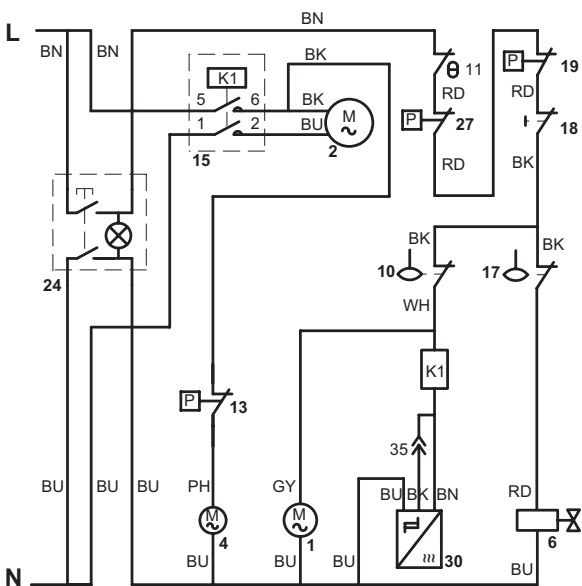 L
BN
BN
BN
BK
K1
5
6
BK
1
2
BU
M
2
15
P
19
11
RD
RD
P
27
18
RD
BK
24
BK
BK
10
17
WH
K1
P
13
35
BU
BU
BU
PH
GY
BU
BK
BN
RD
M
4
M
1
30
6
BU
BU
BU
BU
N